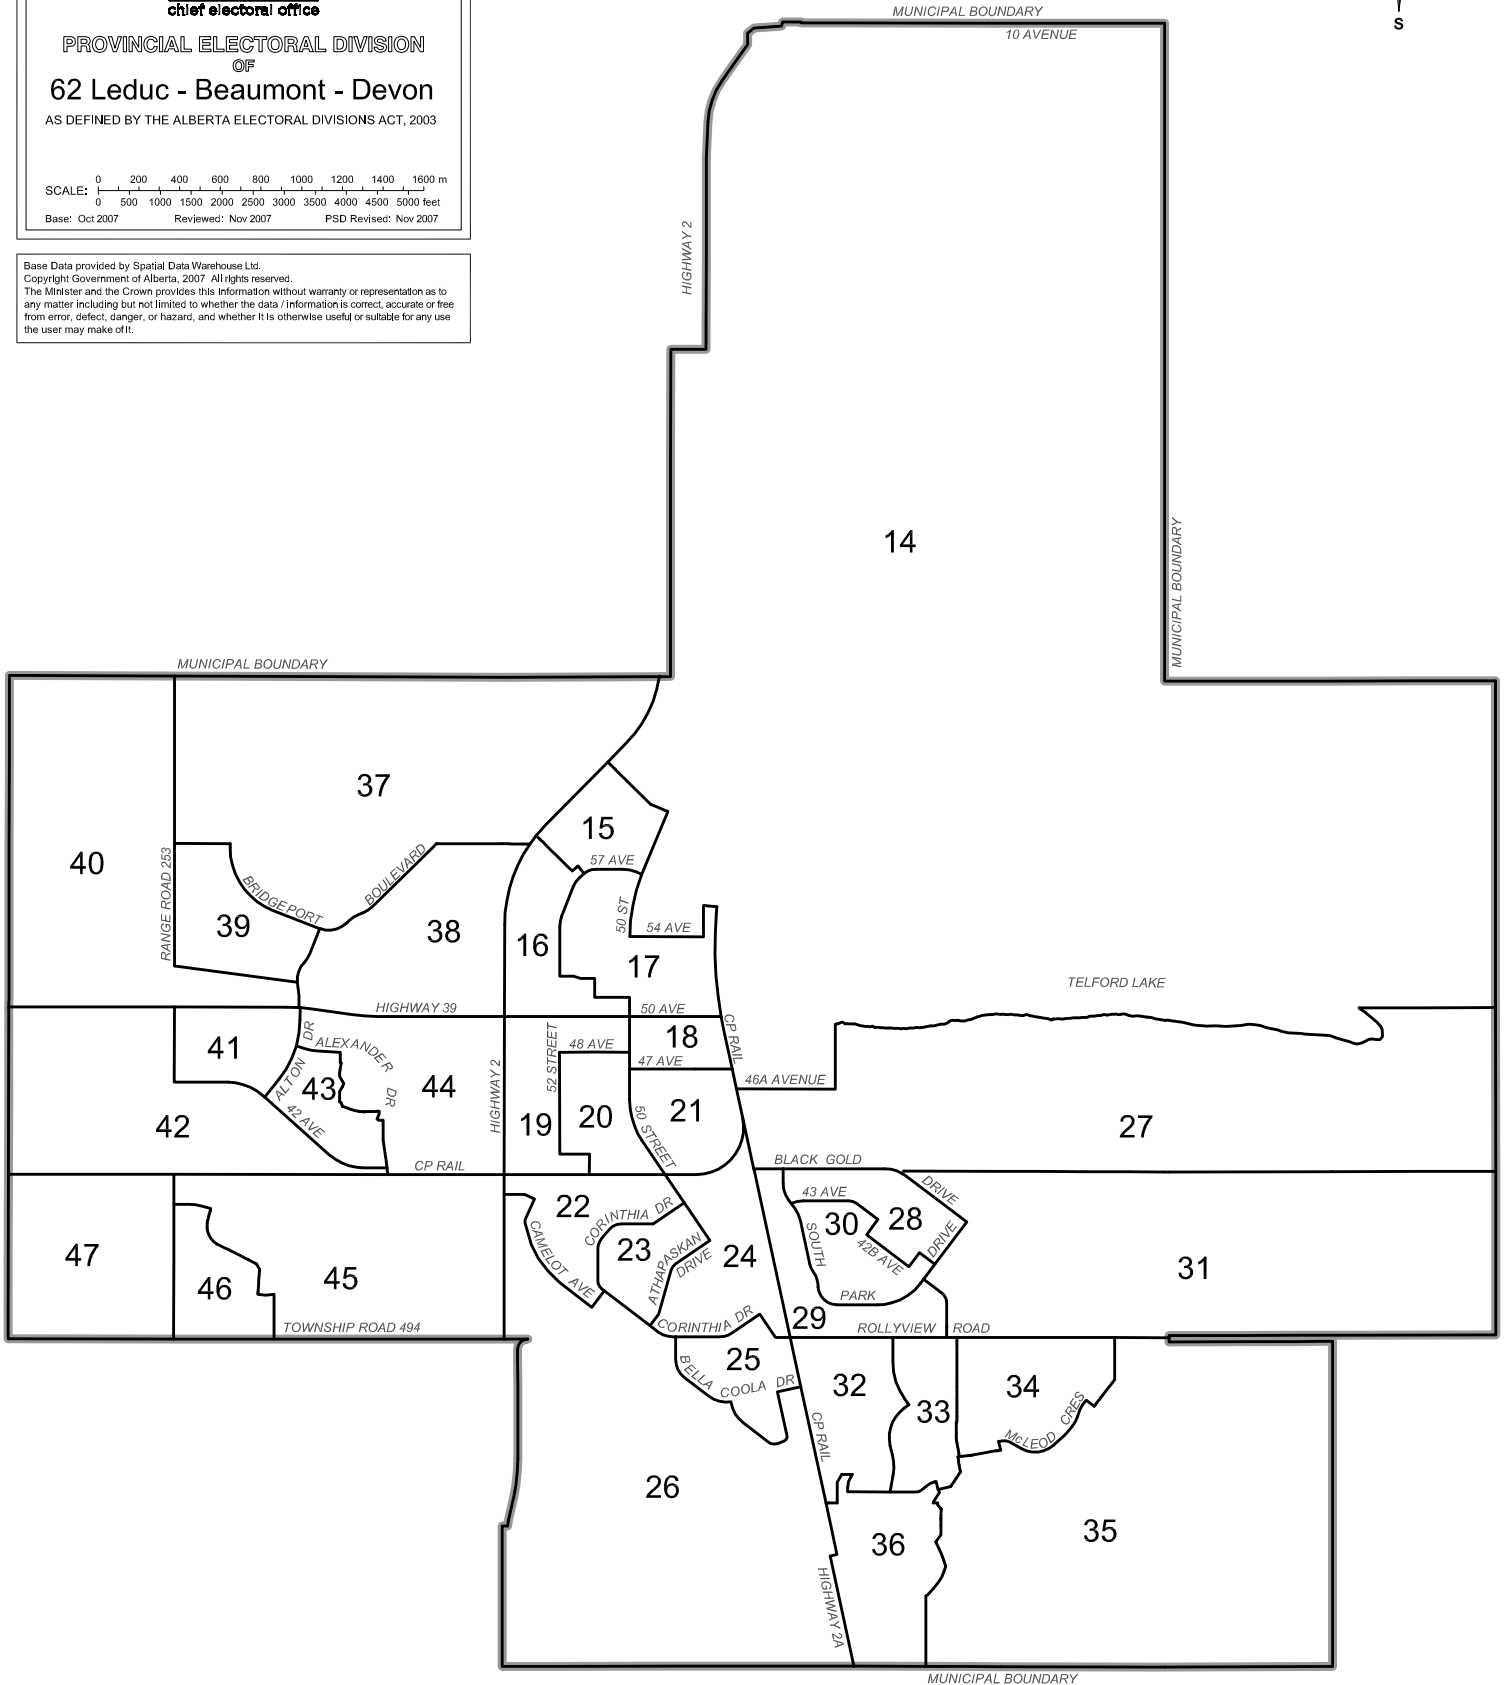 chief electoral office
PROVINCIAL ELECTORAL DIVISION
OF
62 Leduc - Beaumont - Devon
AS DEFINED BY THE ALBERTA ELECTORAL DIVISIONS ACT, 2003
0 200 400 600 800 1000 1200 1400 1600 m
SCALE:
0 500 1000 1500 2000 2500 3000 3500 4000 4500 5000 feet
Base: Oct 2007 Reviewed: Nov 2007 PSD Revised: Nov 2007
Base Data provided by Spatial Data Warehouse Ltd.
Copyright Government of Alberta, 2007 All rights reserved.
The Minister and the Crown provides this information without warranty or representation as to
any matter including but not limited to whether the data / information is correct, accurate or free
from error, defect, danger, or hazard, and whether it is otherwise useful or suitable for any use
the user may make of it.
S
MUNICIPAL BOUNDARY
10 AVENUE
HIGHWAY 2
14
MUNICIPAL BOUNDARY
MUNICIPAL BOUNDARY
37
15
57 AVE
40
RANGE ROAD 253
BRIDGEPORT
BOULEVARD
39
38
16
50 ST
54 AVE
17
TELFORD LAKE
HIGHWAY 39
50 AVE
CP RAIL
41
ALTON DR
ALEXANDER DR
43
42 AVE
44
42
HIGHWAY 2
52 STREET
48 AVE
18
47 AVE
46A AVENUE
19
20
50 STREET
21
27
CP RAIL
BLACK GOLD
DRIVE
DRIVE
43 AVE
22
CORINTHIA DR
CAMELOT AVE
23
ATHAPASKAN
DRIVE
24
30
28
SOUTH
PARK
42B AVE
29
31
47
46
45
TOWNSHIP ROAD 494
CORINTHIA DR
ROLLYVIEW ROAD
25
BELLA COOLA DR
32
33
34
McLEOD CRES
CP RAIL
26
36
35
HIGHWAY 2A
MUNICIPAL BOUNDARY